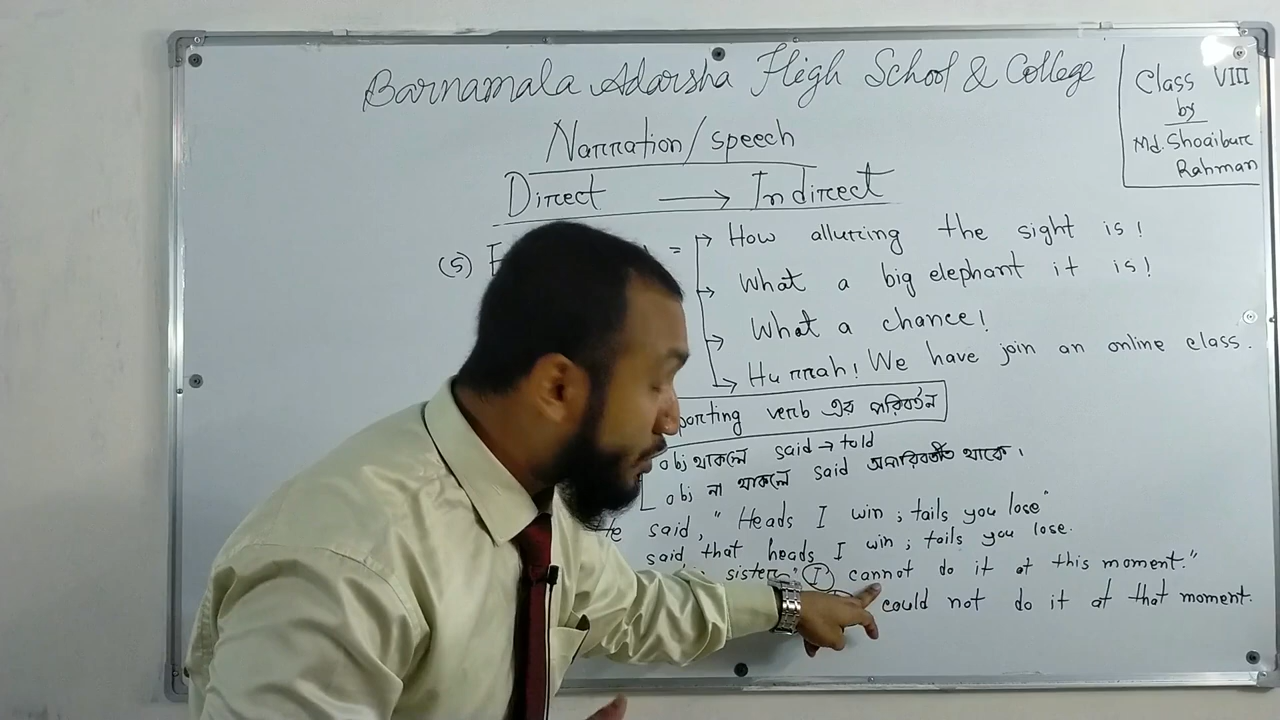 Barnamala Adarsha High School & College
Class VIII
by
Md. Shoaibur
Rahman
Narration/speech
Direct → Indirect
(5) = → How allurring the sight is!
→ What a big elephant it is!
→ What a chance!
→ Hurrrah! We have join an online class.
porting verb এর পরিবর্তন
obj থাকলে said → told
obj না থাকলে said অপরিবর্তীত থাকে।
He said, "Heads I win ; tails you lose"
said that heads I win ; tails you lose.
sister, "I cannot do it at this moment."
could not do it at that moment.